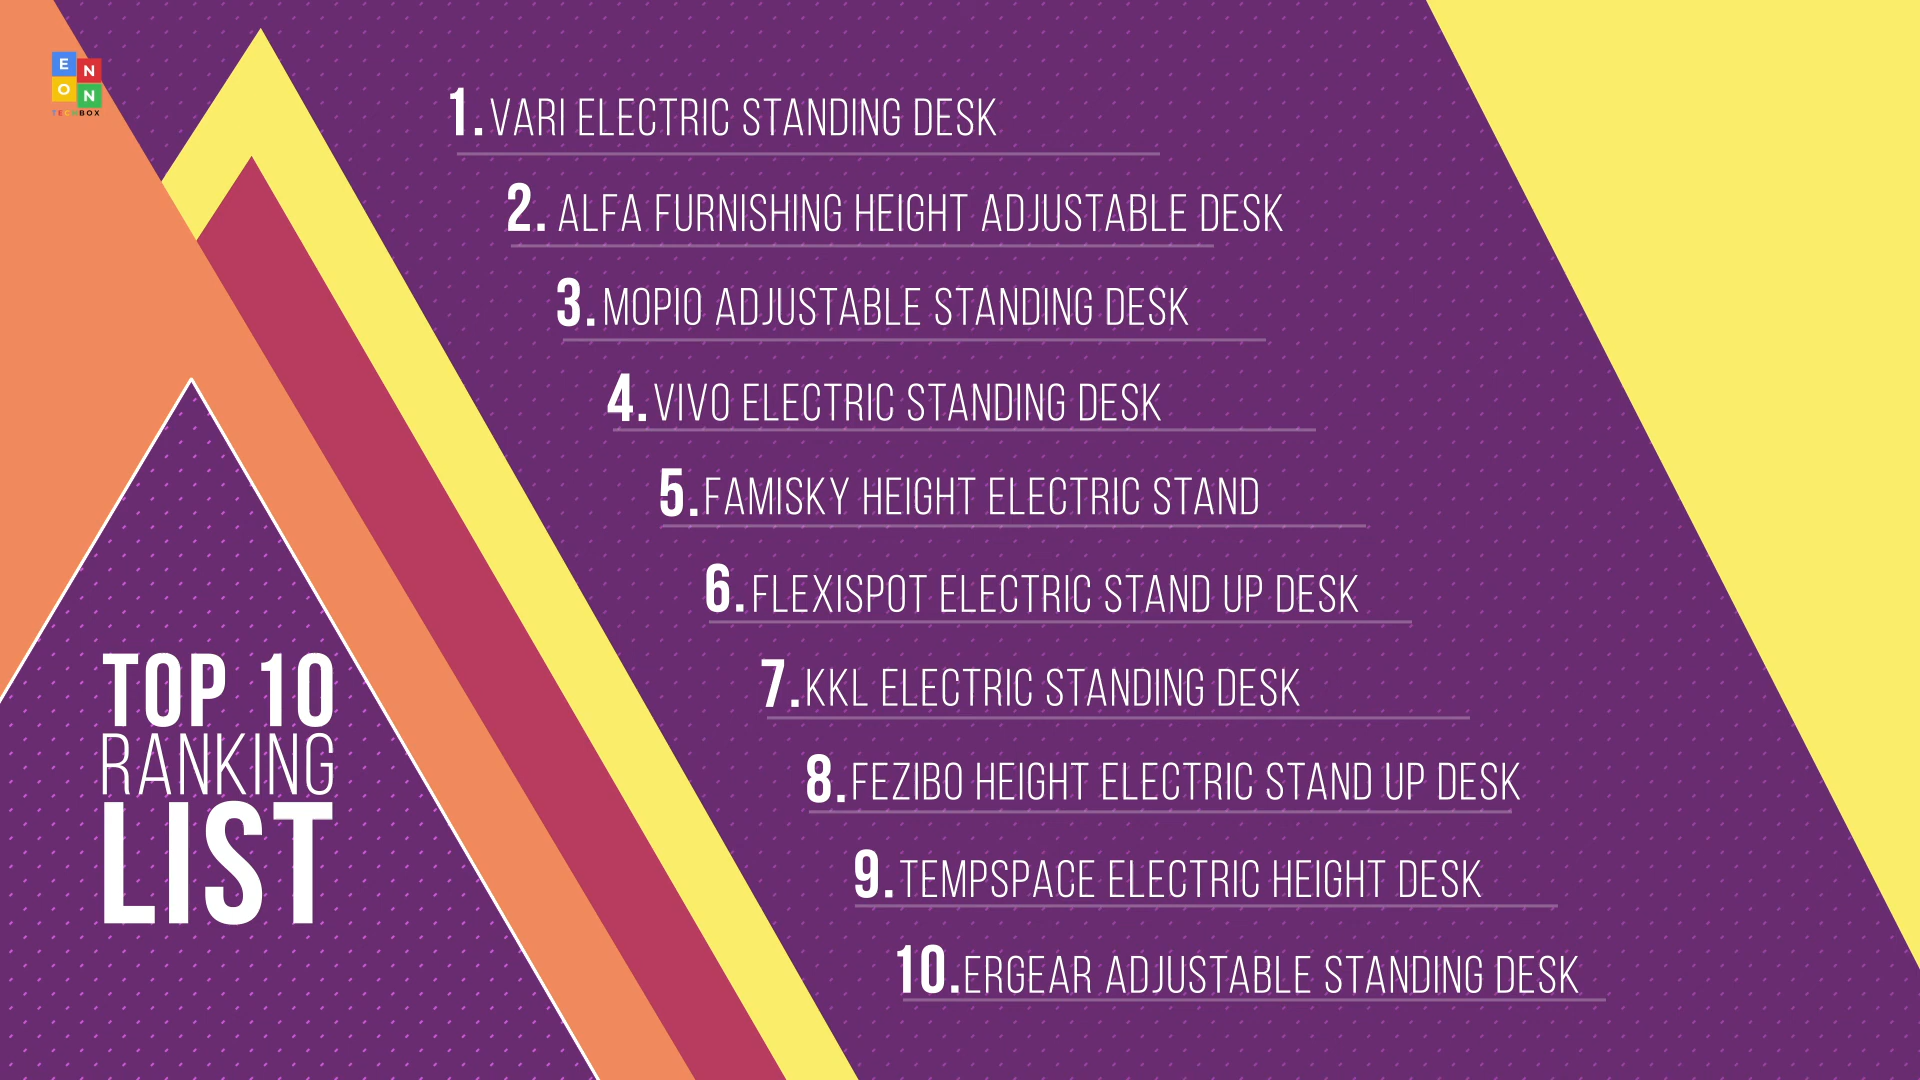 E N
O N
TECHBOX
1. VARI ELECTRIC STANDING DESK
2. ALFA FURNISHING HEIGHT ADJUSTABLE DESK
3. MOPIO ADJUSTABLE STANDING DESK
4. VIVO ELECTRIC STANDING DESK
5. FAMISKY HEIGHT ELECTRIC STAND
6. FLEXISPOT ELECTRIC STAND UP DESK
7. KKL ELECTRIC STANDING DESK
8. FEZIBO HEIGHT ELECTRIC STAND UP DESK
9. TEMPSPACE ELECTRIC HEIGHT DESK
10. ERGEAR ADJUSTABLE STANDING DESK
TOP 10
RANKING
LIST